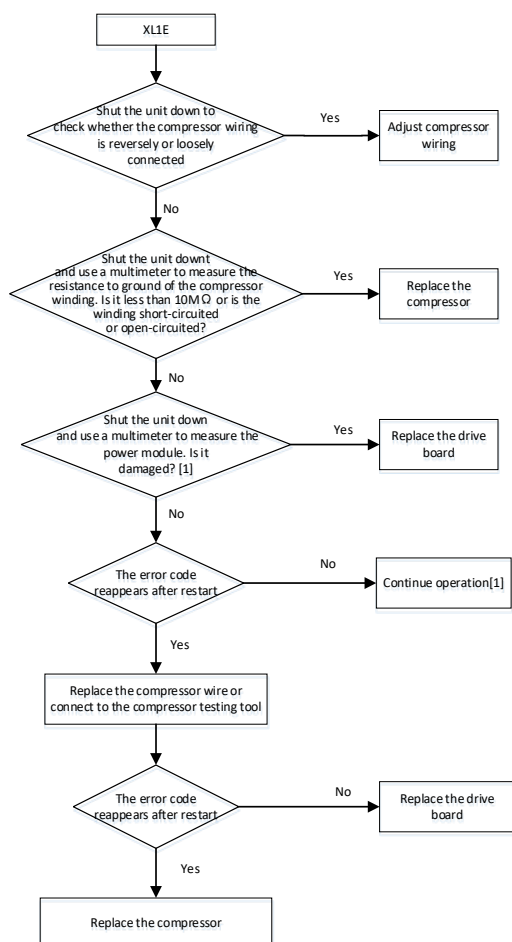 XL1E
Shut the unit down to
check whether the compressor wiring
is reversely or loosely
connected
Yes
Adjust compressor
wiring
No
Shut the unit downt
and use a multimeter to measure the
resistance to ground of the compressor
winding. Is it less than 10MΩ or is the
winding short-circuited
or open-circuited?
Yes
Replace the
compressor
No
Shut the unit down
and use a multimeter to measure the
power module. Is it
damaged? [1]
Yes
Replace the drive
board
No
The error code
reappears after restart
No
Continue operation[1]
Yes
Replace the compressor wire or
connect to the compressor testing tool
The error code
reappears after restart
No
Replace the drive
board
Yes
Replace the compressor